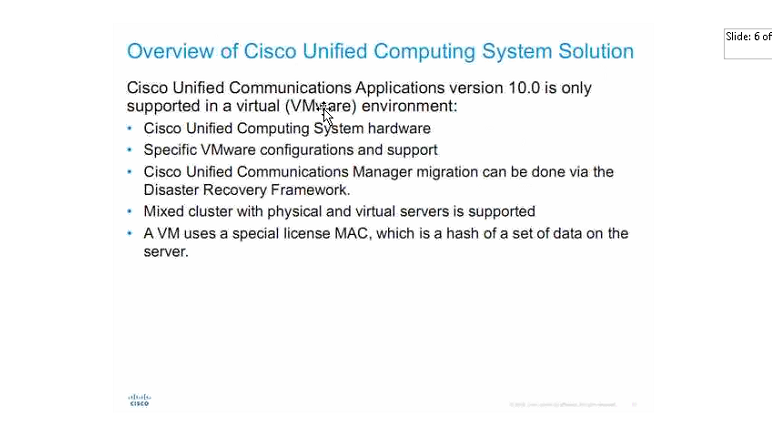 Overview of Cisco Unified Computing System Solution
Slide: 6 of
Cisco Unified Communications Applications version 10.0 is only
supported in a virtual (VMware) environment:
• Cisco Unified Computing System hardware
• Specific VMware configurations and support
• Cisco Unified Communications Manager migration can be done via the
Disaster Recovery Framework.
• Mixed cluster with physical and virtual servers is supported
• A VM uses a special license MAC, which is a hash of a set of data on the
server.
CISCO